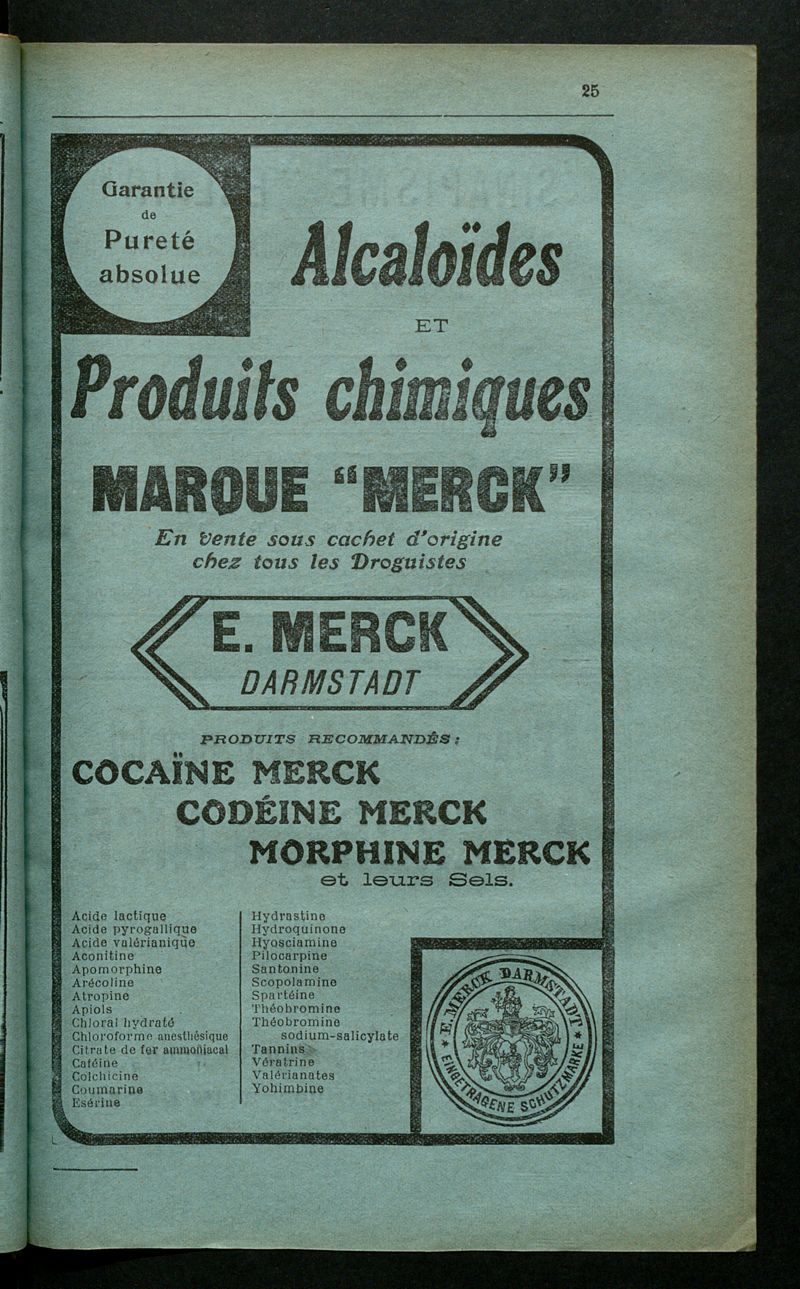 25
Garantie
de
Pureté
absolue
Alcaloïdes
ET
Produits chimiques
MARQUE "MERCK"
En Vente sous cachet d'origine
chez tous les Droguistes
E. MERCK
DARMSTADT
PRODUITS RECOMMANDÉS :
COCAÏNE MERCK
CODÉINE MERCK
MORPHINE MERCK
et leurs Sels.
Acide lactique
Acide pyrogallique
Acide valérianique
Aconitine
Apomorphine
Arécoline
Atropine
Apiols
Chloral hydraté
Chloroforme anesthésique
Citrate de fer ammoniacal
Caféine
Colchicine
Coumarine
Esérine
Hydrastine
Hydroquinone
Hyosciamine
Pilocarpine
Santonine
Scopolamine
Spartéine
Théobromine
Théobromine
sodium-salicylate
Tannins
Vératrine
Valérianates
Yohimbine
E. MERCK DARMSTADT
EINGETRAGENE SCHUTZMARKE